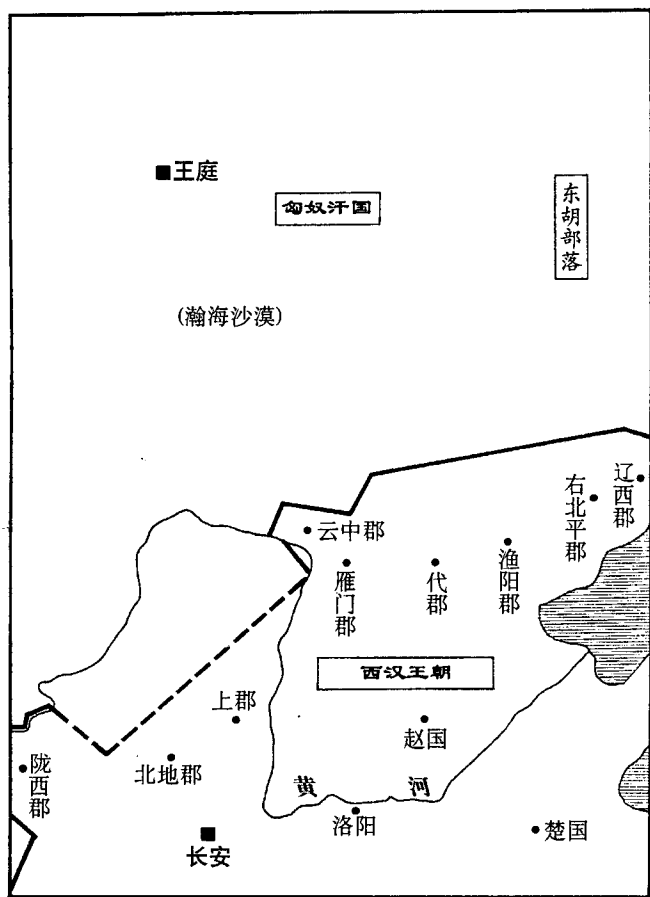 王庭
匈奴汗国
东胡部落
(瀚海沙漠)
辽西郡
右北平郡
云中郡
渔阳郡
雁门郡
代郡
西汉王朝
上郡
赵国
陇西郡
北地郡
黄河
洛阳
楚国
长安